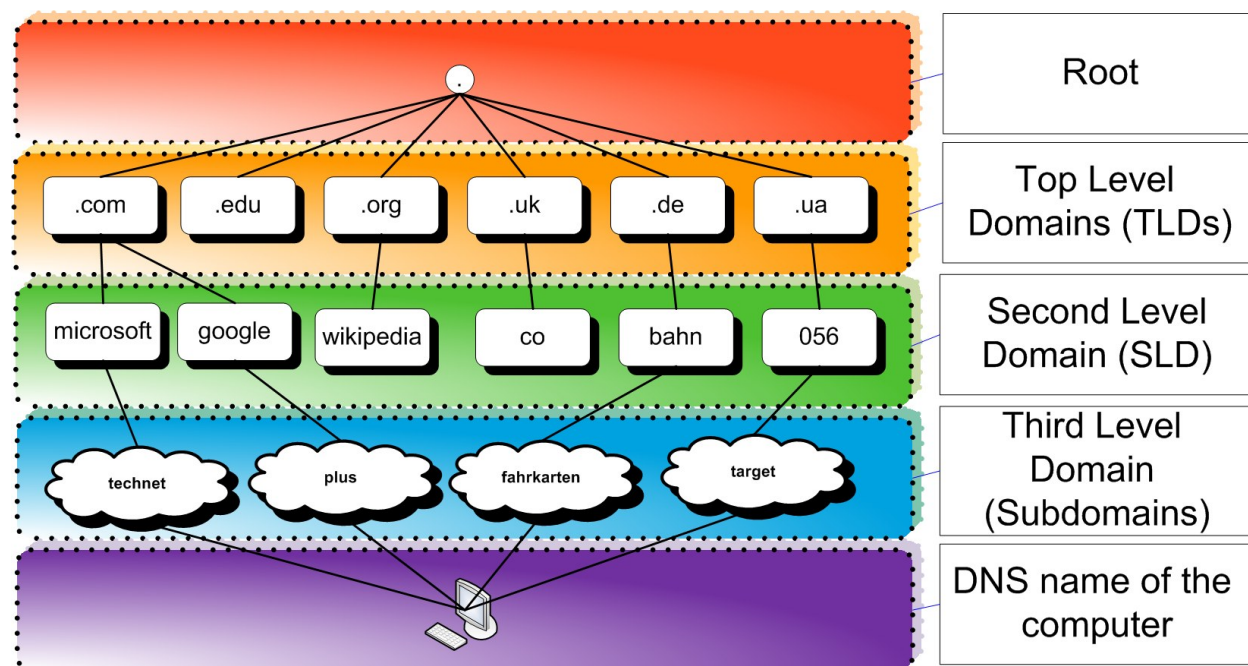 .
Root
.com
.edu
.org
.uk
.de
.ua
Top Level
Domains (TLDs)
microsoft
google
wikipedia
co
bahn
056
Second Level
Domain (SLD)
technet
plus
fahrkarten
target
Third Level
Domain
(Subdomains)
DNS name of the
computer